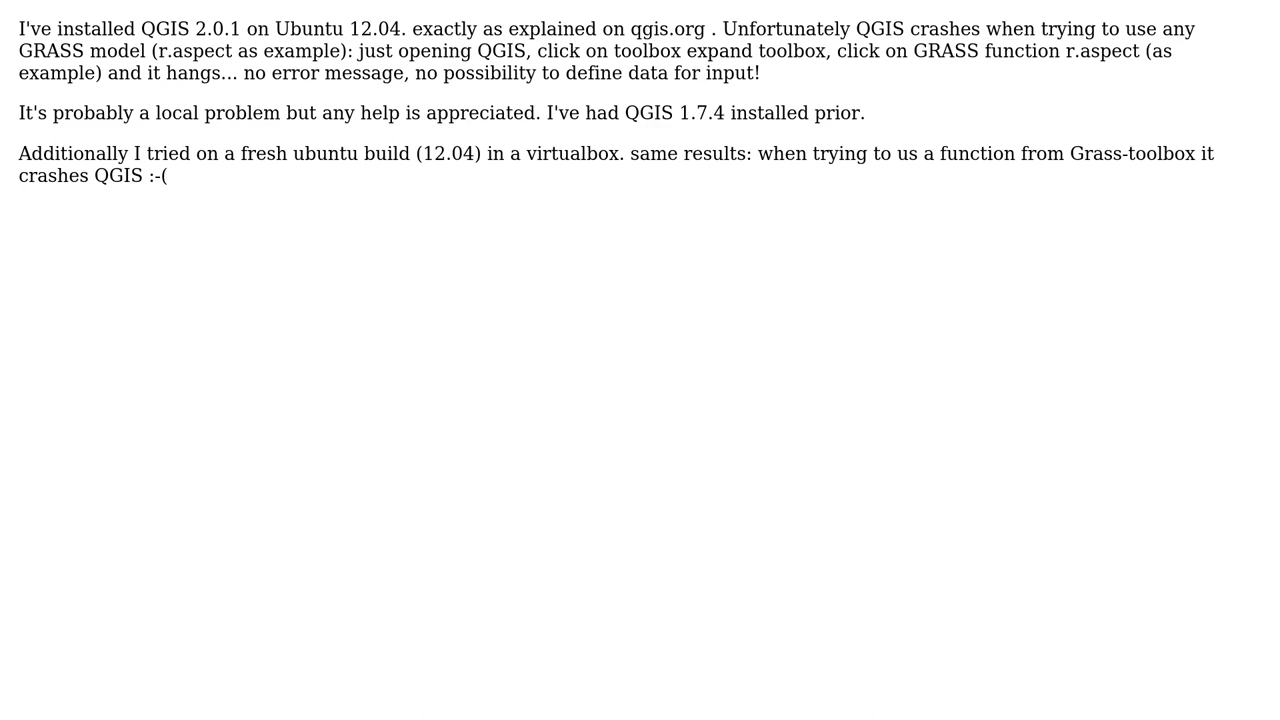 I've installed QGIS 2.0.1 on Ubuntu 12.04. exactly as explained on qgis.org . Unfortunately QGIS crashes when trying to use any
GRASS model (r.aspect as example): just opening QGIS, click on toolbox expand toolbox, click on GRASS function r.aspect (as
example) and it hangs... no error message, no possibility to define data for input!
It's probably a local problem but any help is appreciated. I've had QGIS 1.7.4 installed prior.
Additionally I tried on a fresh ubuntu build (12.04) in a virtualbox. same results: when trying to us a function from Grass-toolbox it
crashes QGIS :-(